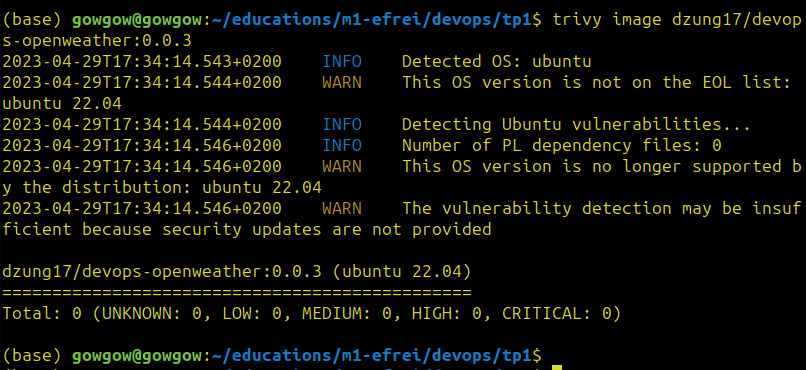 (base) gowgow@gowgow:~/educations/m1-efrei/devops/tp1$ trivy image dzung17/devop
s-openweather:0.0.3
2023-04-29T17:34:14.543+0200    INFO    Detected OS: ubuntu
2023-04-29T17:34:14.544+0200    WARN    This OS version is not on the EOL list:
ubuntu 22.04
2023-04-29T17:34:14.544+0200    INFO    Detecting Ubuntu vulnerabilities...
2023-04-29T17:34:14.546+0200    INFO    Number of PL dependency files: 0
2023-04-29T17:34:14.546+0200    WARN    This OS version is no longer supported b
y the distribution: ubuntu 22.04
2023-04-29T17:34:14.546+0200    WARN    The vulnerability detection may be insuf
ficient because security updates are not provided
dzung17/devops-openweather:0.0.3 (ubuntu 22.04)
===============================================
Total: 0 (UNKNOWN: 0, LOW: 0, MEDIUM: 0, HIGH: 0, CRITICAL: 0)
(base) gowgow@gowgow:~/educations/m1-efrei/devops/tp1$